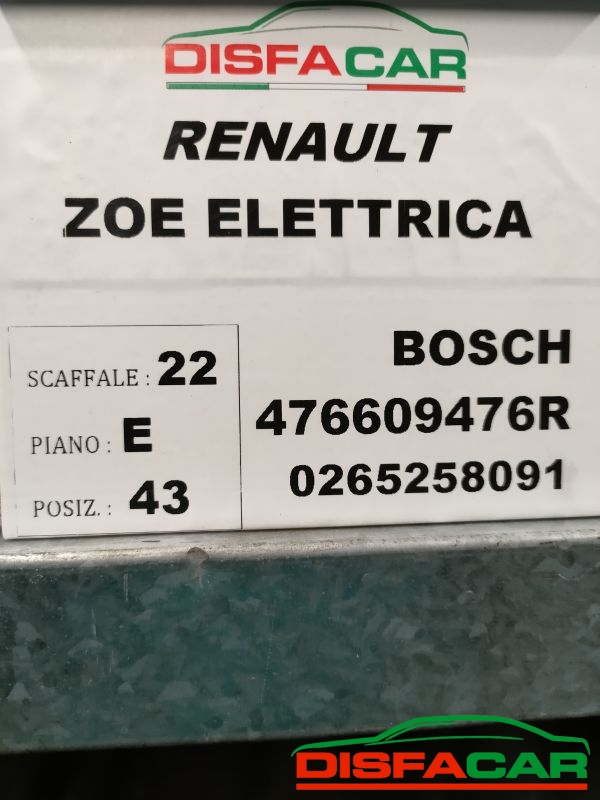 DISFACAR
RENAULT
ZOE ELETTRICA
SCAFFALE : 22
PIANO : E
POSIZ. : 43
BOSCH
476609476R
0265258091
DISFACAR